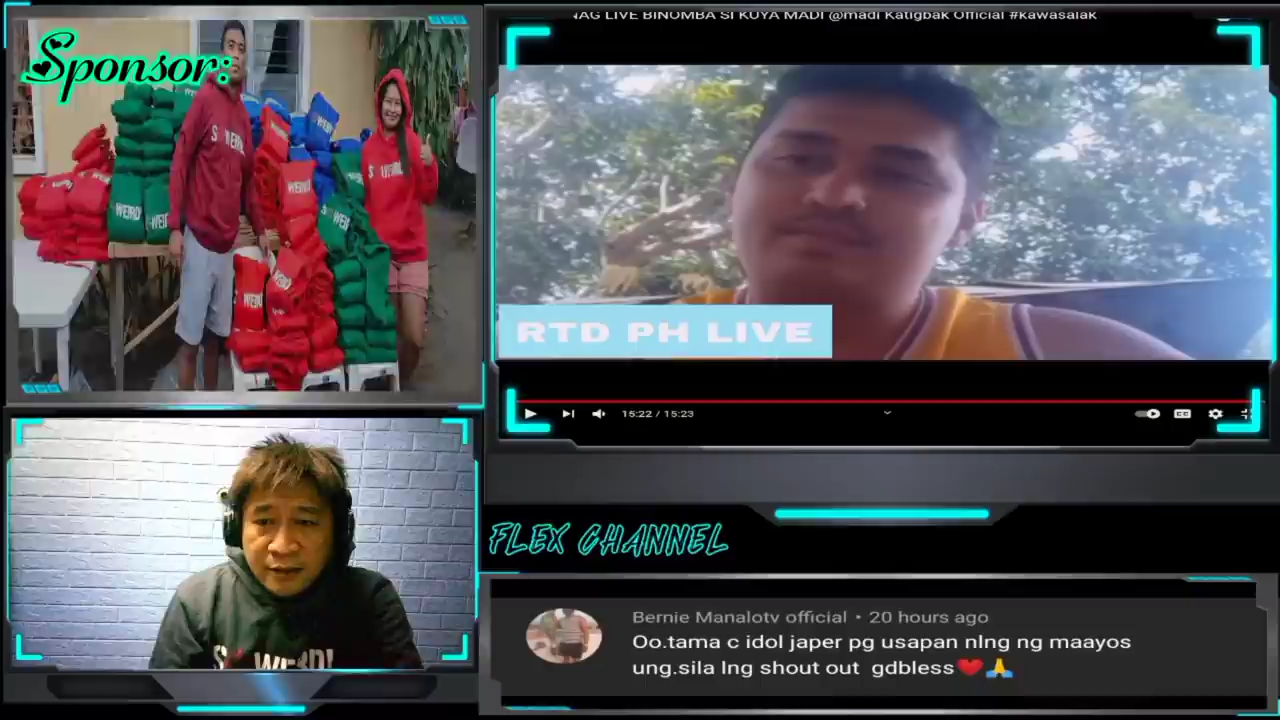 NAG LIVE BINOMBA SI KUYA MADI @madi Katigbak Official #kawasalak
Sponsor:
WEIRD
WEIRD
RTD PH LIVE
15:22 / 15:23
FLEX CHANNEL
Bernie Manalotv official • 20 hours ago
Oo.tama c idol japer pg usapan nlng ng maayos
ung.sila lng shout out gdbless❤️🙏